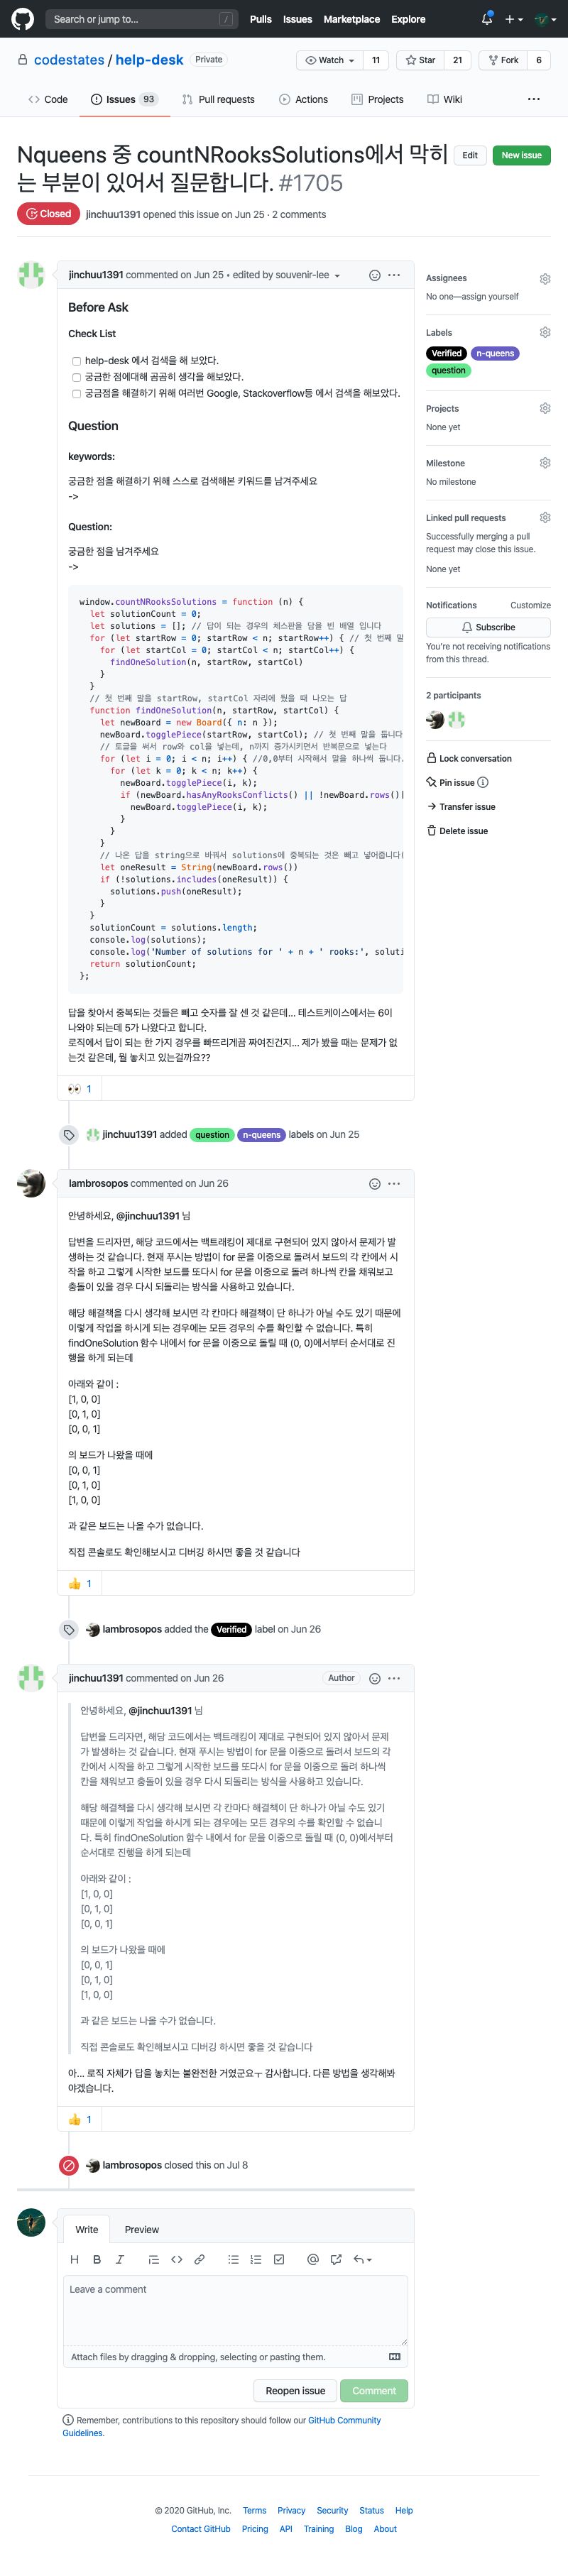 Search or jump to...
/
Pulls
Issues
Marketplace
Explore
codestates / help-desk
Private
Watch
11
Star
21
Fork
6
Code
Issues 93
Pull requests
Actions
Projects
Wiki
Nqueens 중 countNRooksSolutions에서 막히
는 부분이 있어서 질문합니다. #1705
Edit
New issue
Closed
jinchuu1391 opened this issue on Jun 25 · 2 comments
jinchuu1391 commented on Jun 25 • edited by souvenir-lee
Before Ask
Check List
help-desk 에서 검색을 해 보았다.
궁금한 점에대해 곰곰히 생각을 해보았다.
궁금점을 해결하기 위해 여러번 Google, Stackoverflow등 에서 검색을 해보았다.
Question
keywords:
궁금한 점을 해결하기 위해 스스로 검색해본 키워드를 남겨주세요
->
Question:
궁금한 점을 남겨주세요
->
window.countNRooksSolutions = function (n) {
let solutionCount = 0;
let solutions = []; // 답이 되는 경우의 체스판을 담을 빈 배열 입니다
for (let startRow = 0; startRow < n; startRow++) { // 첫 번째 말
for (let startCol = 0; startCol < n; startCol++) {
findOneSolution(n, startRow, startCol)
}
}
// 첫 번째 말을 startRow, startCol 자리에 뒀을 때 나오는 답
function findOneSolution(n, startRow, startCol) {
let newBoard = new Board({ n: n });
newBoard.togglePiece(startRow, startCol); // 첫 번째 말을 둡니다
// 토글을 써서 row와 col을 넣는데, n까지 증가시키면서 반복문으로 넣는다
for (let i = 0; i < n; i++) { //0,0부터 시작해서 말을 하나씩 둡니다.
for (let k = 0; k < n; k++) {
newBoard.togglePiece(i, k);
if (newBoard.hasAnyRooksConflicts() || !newBoard.rows()[
newBoard.togglePiece(i, k);
}
}
}
// 나온 답을 string으로 바꿔서 solutions에 중복되는 것은 빼고 넣어줍니다(
let oneResult = String(newBoard.rows())
if (!solutions.includes(oneResult)) {
solutions.push(oneResult);
}
}
solutionCount = solutions.length;
console.log(solutions);
console.log('Number of solutions for ' + n + ' rooks:', soluti
return solutionCount;
};
답을 찾아서 중복되는 것들은 빼고 숫자를 잘 센 것 같은데... 테스트케이스에서는 6이
나와야 되는데 5가 나왔다고 합니다.
로직에서 답이 되는 한 가지 경우를 빠뜨리게끔 짜여진건지... 제가 봤을 때는 문제가 없
는것 같은데, 뭘 놓치고 있는걸까요??
👀 1
jinchuu1391 added question n-queens labels on Jun 25
lambrosopos commented on Jun 26
안녕하세요, @jinchuu1391 님
답변을 드리자면, 해당 코드에서는 백트래킹이 제대로 구현되어 있지 않아서 문제가 발
생하는 것 같습니다. 현재 푸시는 방법이 for 문을 이중으로 돌려서 보드의 각 칸에서 시
작을 하고 그렇게 시작한 보드를 또다시 for 문을 이중으로 돌려 하나씩 칸을 채워보고
충돌이 있을 경우 다시 되돌리는 방식을 사용하고 있습니다.
해당 해결책을 다시 생각해 보시면 각 칸마다 해결책이 단 하나가 아닐 수도 있기 때문에
이렇게 작업을 하시게 되는 경우에는 모든 경우의 수를 확인할 수 없습니다. 특히
findOneSolution 함수 내에서 for 문을 이중으로 돌릴 때 (0, 0)에서부터 순서대로 진
행을 하게 되는데
아래와 같이 :
[1, 0, 0]
[0, 1, 0]
[0, 0, 1]
의 보드가 나왔을 때에
[0, 0, 1]
[0, 1, 0]
[1, 0, 0]
과 같은 보드는 나올 수가 없습니다.
직접 콘솔로도 확인해보시고 디버깅 하시면 좋을 것 같습니다
👍 1
lambrosopos added the Verified label on Jun 26
jinchuu1391 commented on Jun 26
Author
안녕하세요, @jinchuu1391 님
답변을 드리자면, 해당 코드에서는 백트래킹이 제대로 구현되어 있지 않아서 문제
가 발생하는 것 같습니다. 현재 푸시는 방법이 for 문을 이중으로 돌려서 보드의 각
칸에서 시작을 하고 그렇게 시작한 보드를 또다시 for 문을 이중으로 돌려 하나씩
칸을 채워보고 충돌이 있을 경우 다시 되돌리는 방식을 사용하고 있습니다.
해당 해결책을 다시 생각해 보시면 각 칸마다 해결책이 단 하나가 아닐 수도 있기
때문에 이렇게 작업을 하시게 되는 경우에는 모든 경우의 수를 확인할 수 없습니
다. 특히 findOneSolution 함수 내에서 for 문을 이중으로 돌릴 때 (0, 0)에서부터
순서대로 진행을 하게 되는데
아래와 같이 :
[1, 0, 0]
[0, 1, 0]
[0, 0, 1]
의 보드가 나왔을 때에
[0, 0, 1]
[0, 1, 0]
[1, 0, 0]
과 같은 보드는 나올 수가 없습니다.
직접 콘솔로도 확인해보시고 디버깅 하시면 좋을 것 같습니다
아... 로직 자체가 답을 놓치는 불완전한 거였군요ㅜ 감사합니다. 다른 방법을 생각해봐
야겠습니다.
👍 1
lambrosopos closed this on Jul 8
Write
Preview
Leave a comment
Attach files by dragging & dropping, selecting or pasting them.
Reopen issue
Comment
Remember, contributions to this repository should follow our GitHub Community
Guidelines.
Assignees
No one—assign yourself
Labels
Verified
n-queens
question
Projects
None yet
Milestone
No milestone
Linked pull requests
Successfully merging a pull
request may close this issue.
None yet
Notifications
Customize
Subscribe
You're not receiving notifications
from this thread.
2 participants
Lock conversation
Pin issue
Transfer issue
Delete issue
© 2020 GitHub, Inc.
Terms
Privacy
Security
Status
Help
Contact GitHub
Pricing
API
Training
Blog
About